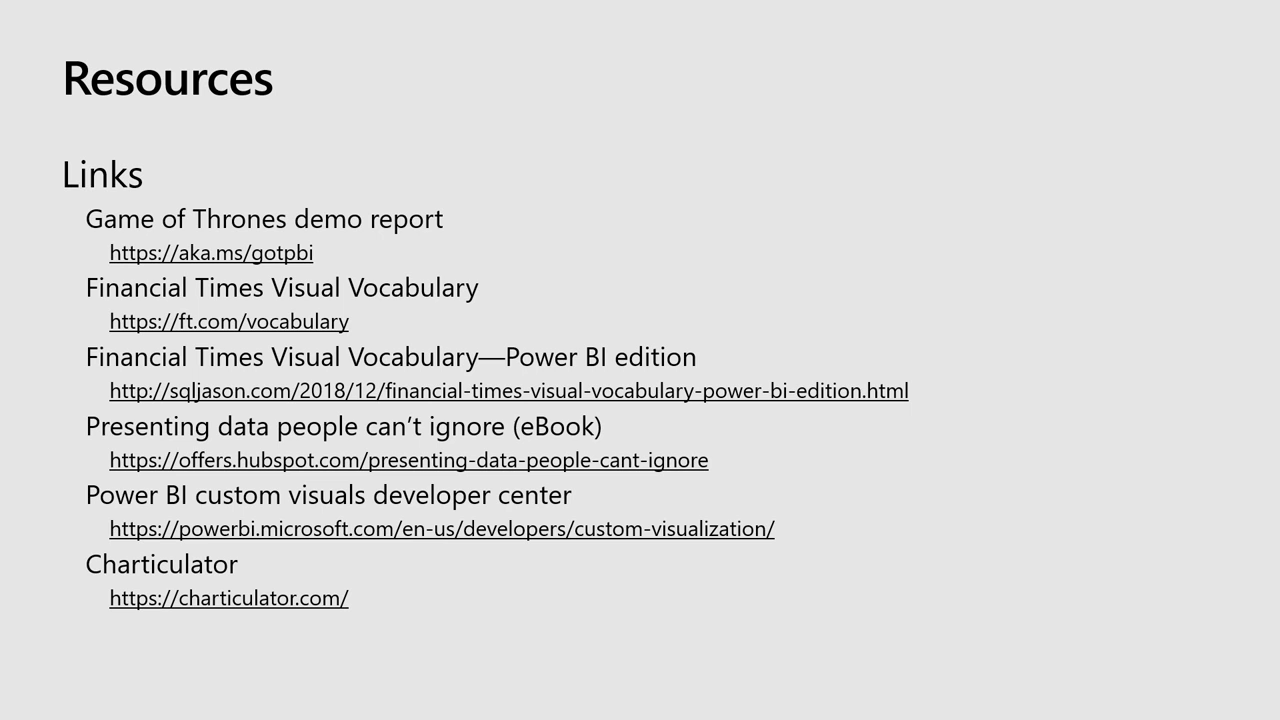 Resources
Links
Game of Thrones demo report
https://aka.ms/gotpbi
Financial Times Visual Vocabulary
https://ft.com/vocabulary
Financial Times Visual Vocabulary—Power BI edition
http://sqljason.com/2018/12/financial-times-visual-vocabulary-power-bi-edition.html
Presenting data people can’t ignore (eBook)
https://offers.hubspot.com/presenting-data-people-cant-ignore
Power BI custom visuals developer center
https://powerbi.microsoft.com/en-us/developers/custom-visualization/
Charticulator
https://charticulator.com/